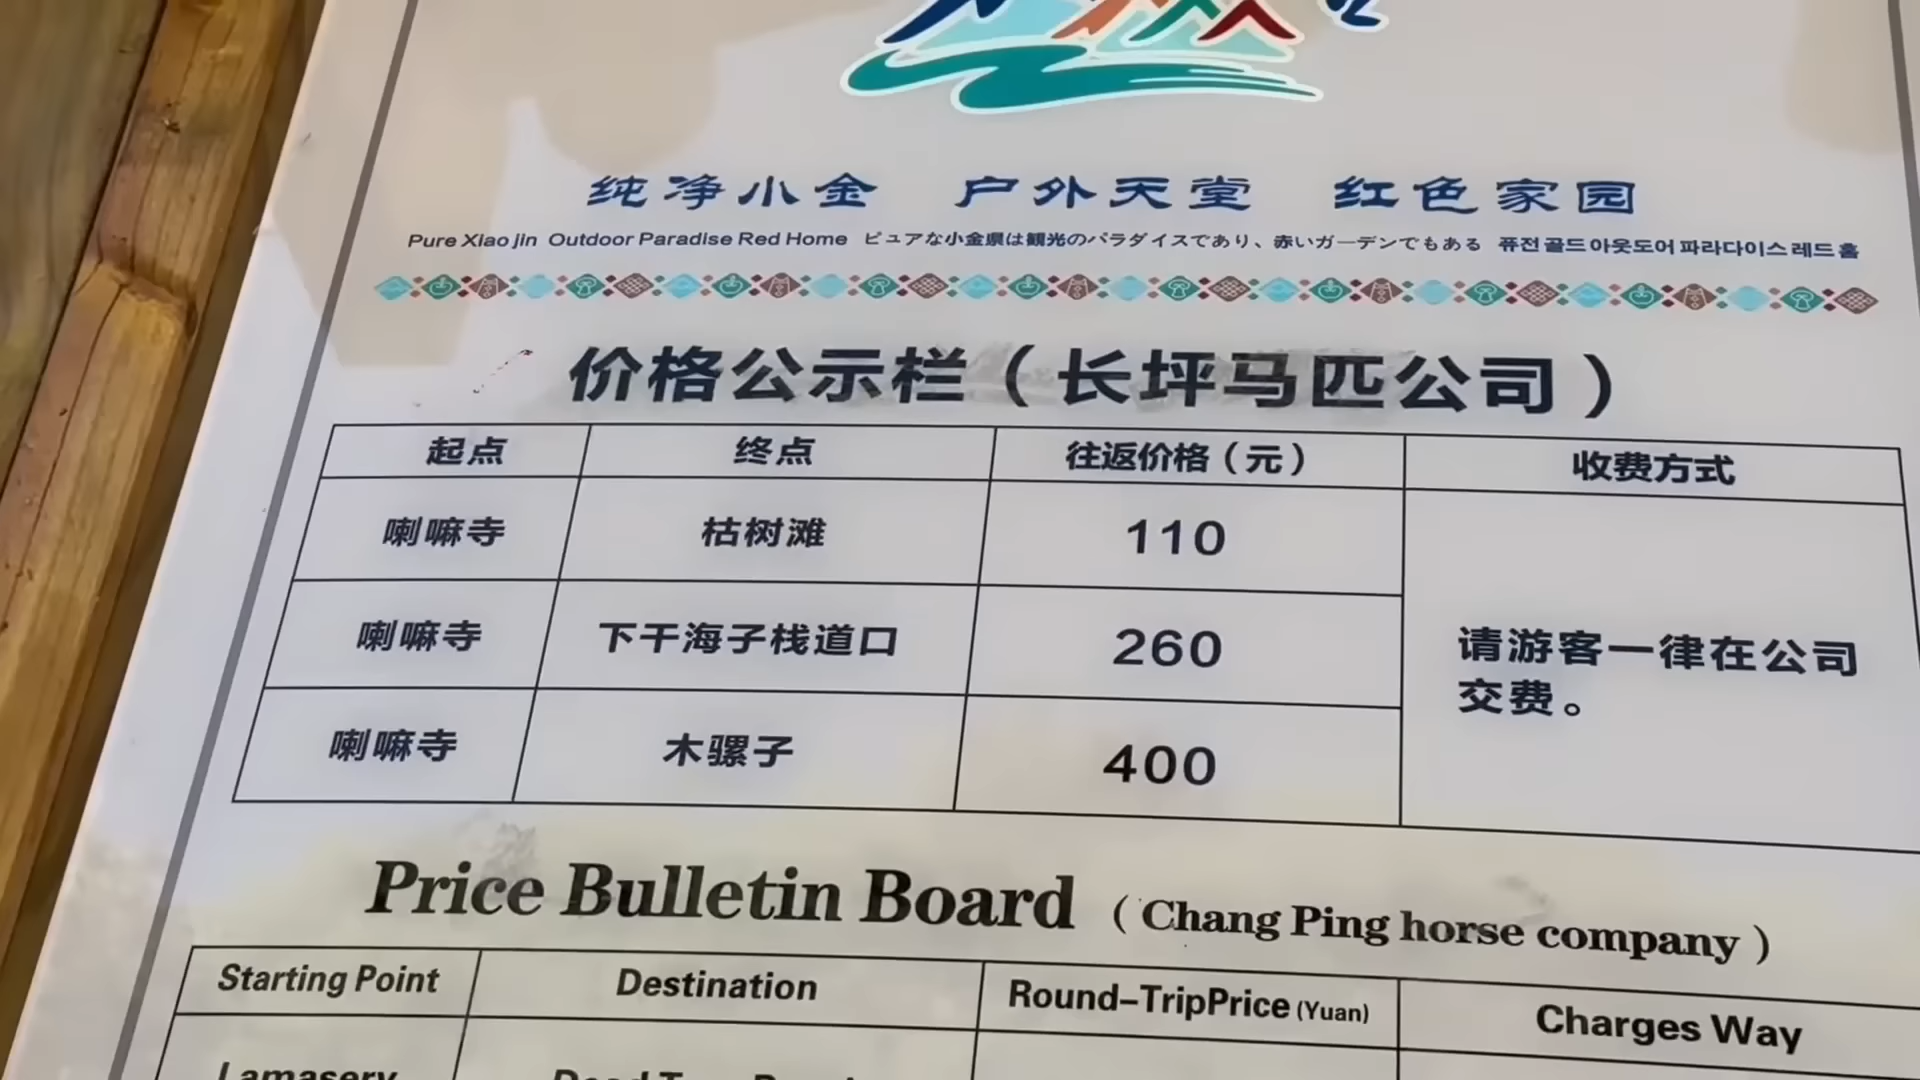 纯净小金 户外天堂 红色家园
Pure Xiao jin Outdoor Paradise Red Home ピュアな小金県は観光のパラダイスであり、赤いガーデンでもある 퓨전 골드 아웃도어 파라다이스 레드 홈
价格公示栏（长坪马匹公司）
起点 终点 往返价格（元） 收费方式
喇嘛寺 枯树滩 110
喇嘛寺 下干海子栈道口 260
请游客一律在公司
交费。
喇嘛寺 木骡子 400
Price Bulletin Board （Chang Ping horse company）
Starting Point Destination Round-TripPrice (Yuan) Charges Way
Lamasery